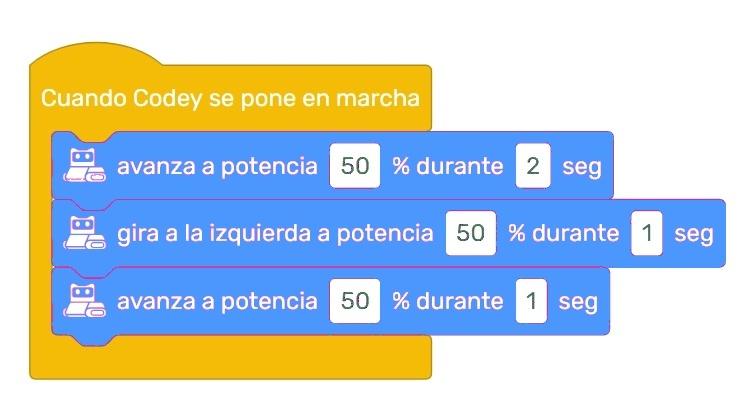 Cuando Codey se pone en marcha
avanza a potencia 50 % durante 2 seg
gira a la izquierda a potencia 50 % durante 1 seg
avanza a potencia 50 % durante 1 seg